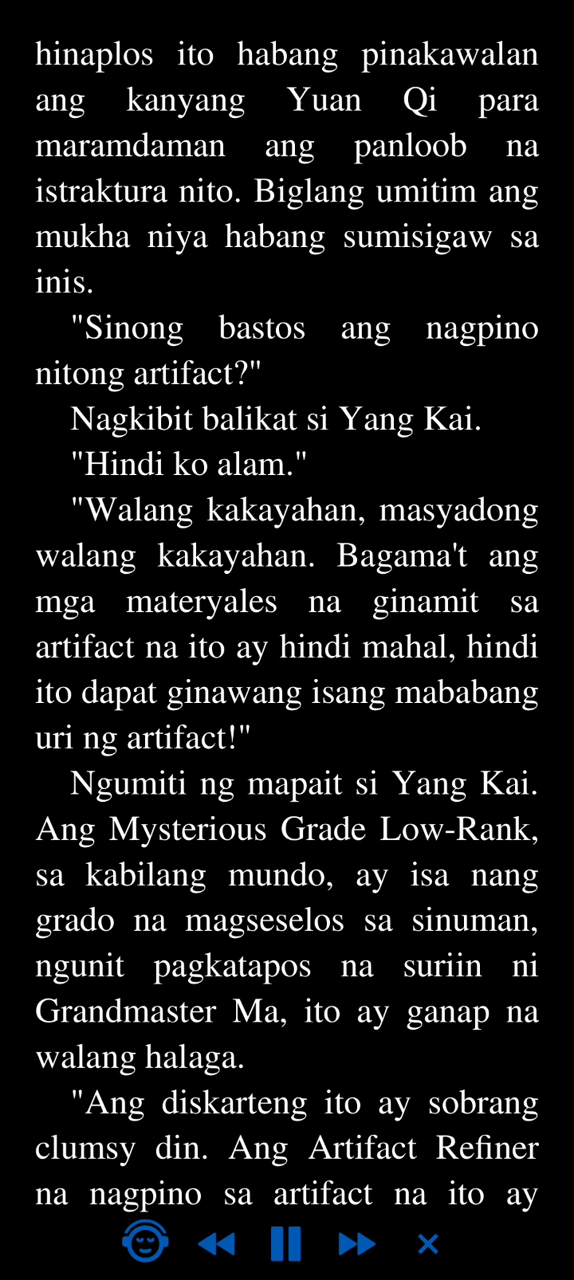 hinaplos ito habang pinakawalan
ang kanyang Yuan Qi para
maramdaman ang panloob na
istraktura nito. Biglang umitim ang
mukha niya habang sumisigaw sa
inis.
"Sinong bastos ang nagpino
nitong artifact?"
Nagkibit balikat si Yang Kai.
"Hindi ko alam."
"Walang kakayahan, masyadong
walang kakayahan. Bagama't ang
mga materyales na ginamit sa
artifact na ito ay hindi mahal, hindi
ito dapat ginawang isang mababang
uri ng artifact!"
Ngumiti ng mapait si Yang Kai.
Ang Mysterious Grade Low-Rank,
sa kabilang mundo, ay isa nang
grado na magseselos sa sinuman,
ngunit pagkatapos na suriin ni
Grandmaster Ma, ito ay ganap na
walang halaga.
"Ang diskarteng ito ay sobrang
clumsy din. Ang Artifact Refiner
na nagpino sa artifact na ito ay